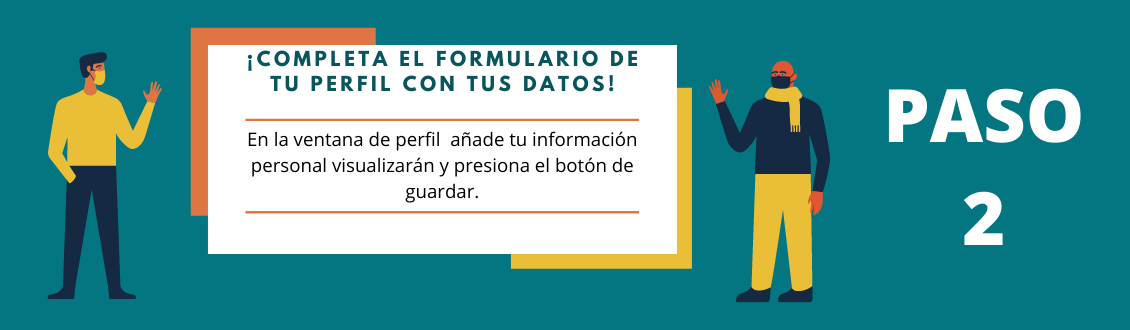 ¡COMPLETA EL FORMULARIO DE
TU PERFIL CON TUS DATOS!
En la ventana de perfil  añade tu información
personal visualizarán y presiona el botón de
guardar.
PASO
2